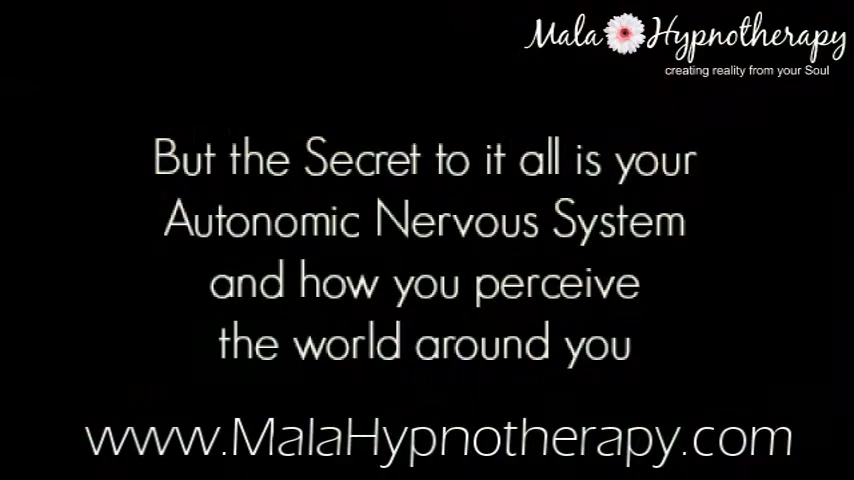 Mala Hypnotherapy
creating reality from your Soul
But the Secret to it all is your
Autonomic Nervous System
and how you perceive
the world around you
www.MalaHypnotherapy.com